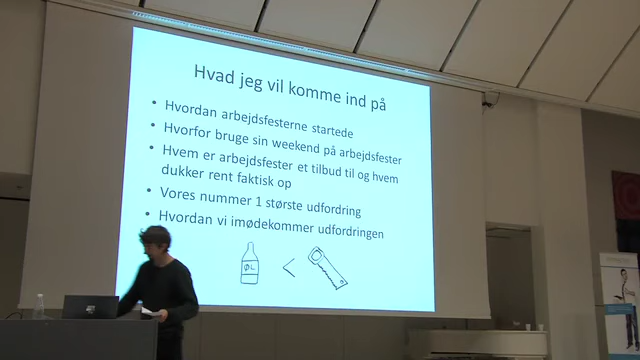 Hvad jeg vil komme ind på
• Hvordan arbejdsfesterne startede
• Hvorfor bruge sin weekend på arbejdsfester
• Hvem er arbejdsfester et tilbud til og hvem
dukker rent faktisk op
• Vores nummer 1 største udfordring
• Hvordan vi imødekommer udfordringen
ØL
<